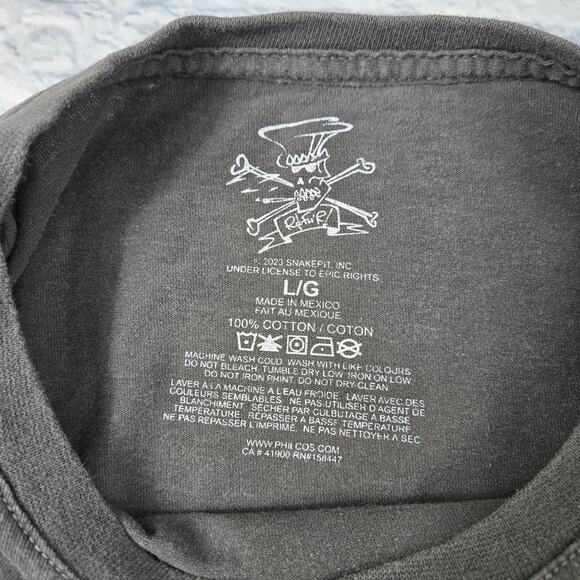 R.F.N.R.
© 2023 SNAKEPIT, INC.
UNDER LICENSE TO EPIC RIGHTS
L/G
MADE IN MEXICO
FAIT AU MEXIQUE
100% COTTON / COTON
MACHINE WASH COLD. WASH WITH LIKE COLOURS
DO NOT BLEACH. TUMBLE DRY LOW. IRON ON LOW
DO NOT IRON PRINT. DO NOT DRY CLEAN.
LAVER À LA MACHINE A L'EAU FROIDE. LAVER AVEC DES
COULEURS SEMBLABLES. NE PAS UTILISER D'AGENT DE
BLANCHIMENT. SÉCHER PAR CULBUTAGE A BASSE
TEMPÉRATURE. REPASSER A BASSE TEMPERATURE.
NE PAS REPASSER L'IMPRIMÉ. NE PAS NETTOYER A SEC
WWW.PHILCOS.COM
CA # 41900 RN#158447